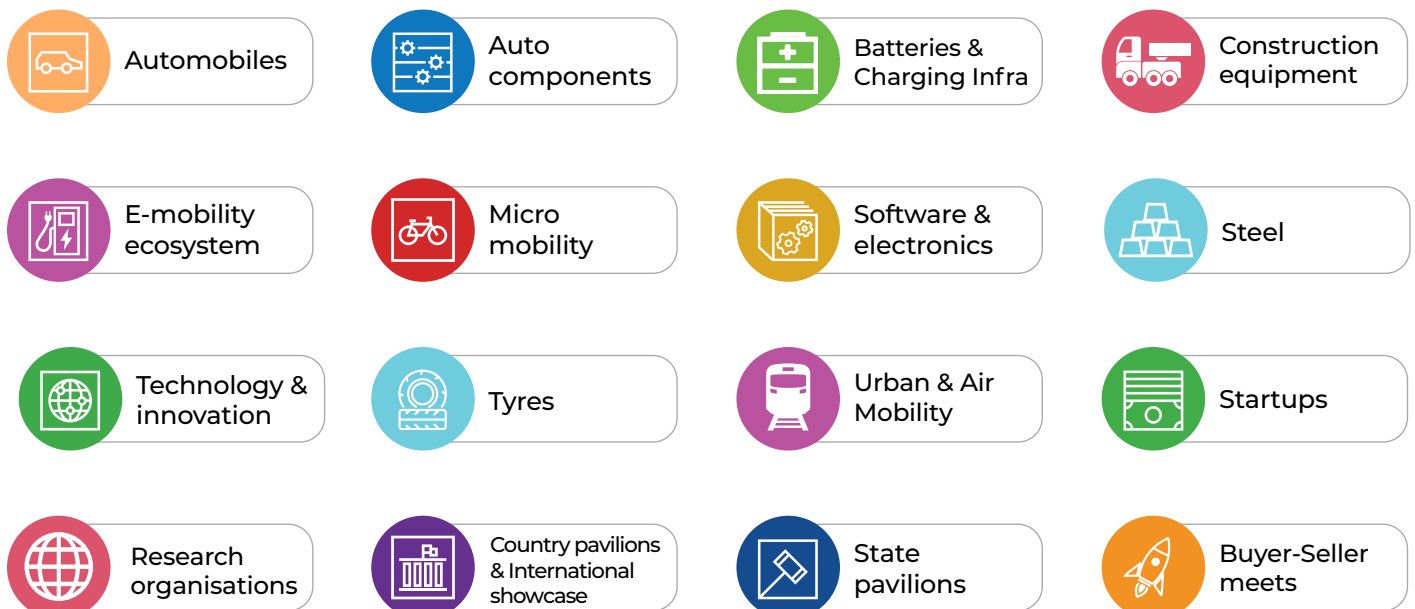 Automobiles
Auto
components
Batteries &
Charging Infra
Construction
equipment
E-mobility
ecosystem
Micro
mobility
Software &
electronics
Steel
Technology &
innovation
Tyres
Urban & Air
Mobility
Startups
Research
organisations
Country pavilions
& International
showcase
State
pavilions
Buyer-Seller
meets